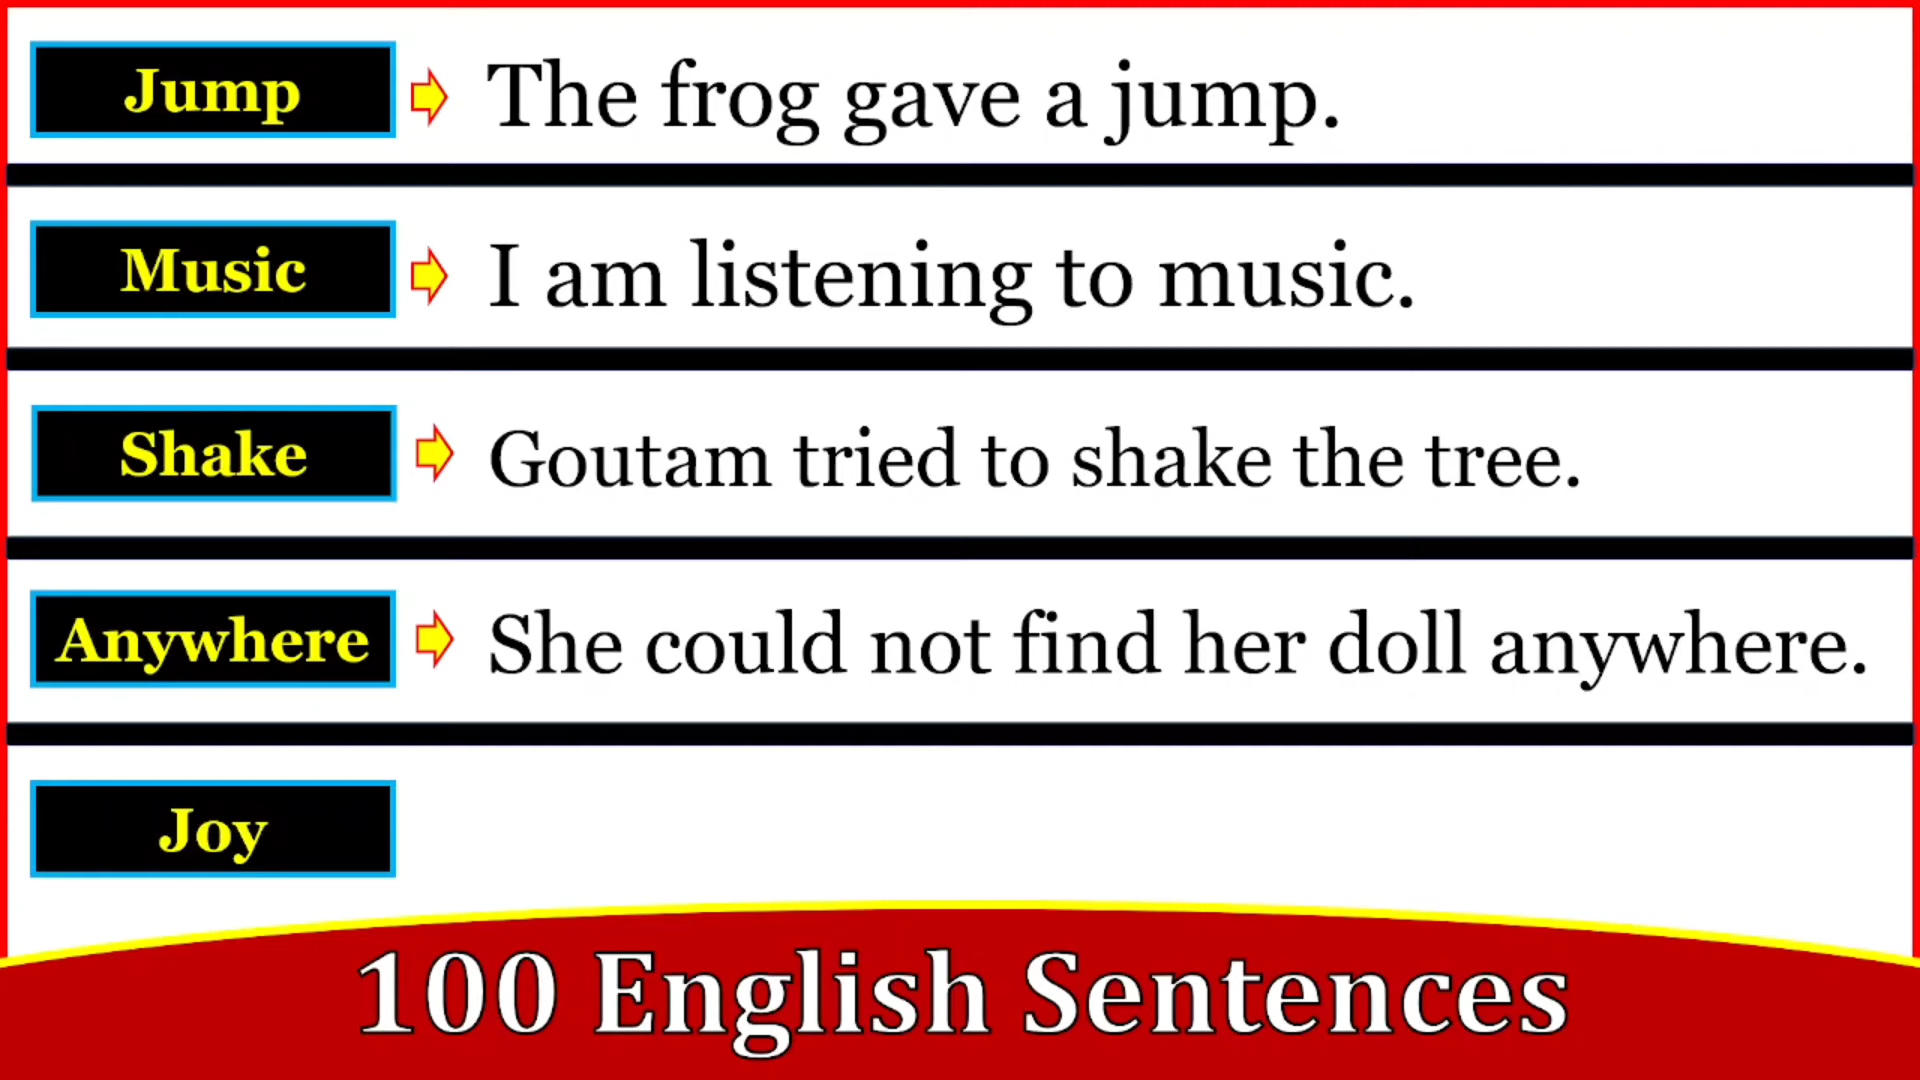 Jump The frog gave a jump.
Music I am listening to music.
Shake Goutam tried to shake the tree.
Anywhere She could not find her doll anywhere.
Joy
100 English Sentences